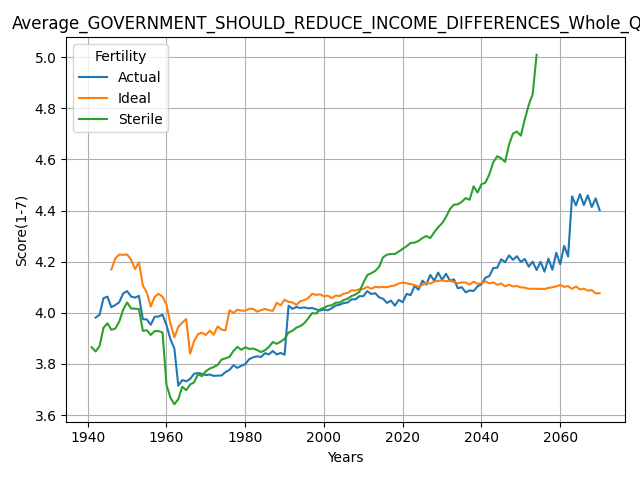 Average_GOVERNMENT_SHOULD_REDUCE_INCOME_DIFFERENCES_Whole_Q
Fertility
Actual
Ideal
Sterile
Score(1-7)
5.0
4.8
4.6
4.4
4.2
4.0
3.8
3.6
1940 1960 1980 2000 2020 2040 2060
Years